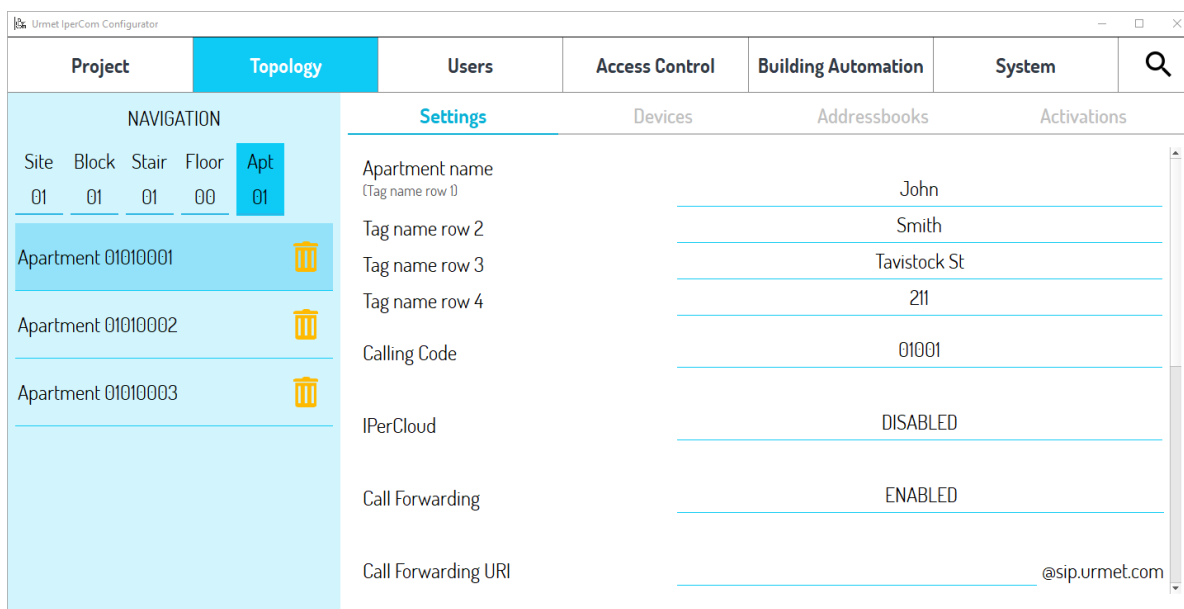 Urmet IperCom Configurator
Project Topology Users Access Control Building Automation System
NAVIGATION
Site Block Stair Floor Apt
01 01 01 00 01
Apartment 01010001
Apartment 01010002
Apartment 01010003
Settings Devices Addressbooks Activations
Apartment name
(Tag name row 1)
John
Tag name row 2 Smith
Tag name row 3 Tavistock St
Tag name row 4 211
Calling Code 01001
IPerCloud DISABLED
Call Forwarding ENABLED
Call Forwarding URI @sip.urmet.com